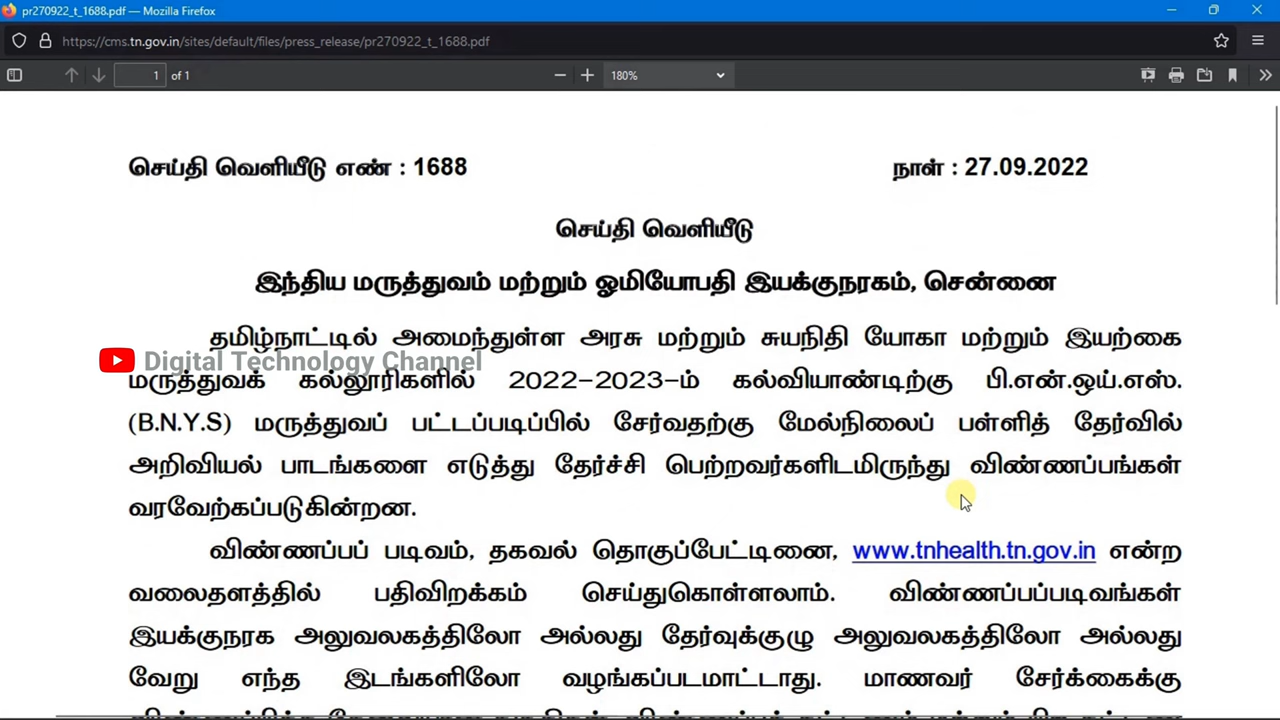 pr270922_t_1688.pdf — Mozilla Firefox
https://cms.tn.gov.in/sites/default/files/press_release/pr270922_t_1688.pdf
1 of 1
180%
செய்தி வெளியீடு எண் : 1688 நாள் : 27.09.2022
செய்தி வெளியீடு
இந்திய மருத்துவம் மற்றும் ஓமியோபதி இயக்குநரகம், சென்னை
தமிழ்நாட்டில் அமைந்துள்ள அரசு மற்றும் சுயநிதி யோகா மற்றும் இயற்கை
Digital Technology Channel
மருத்துவக் கல்லூரிகளில் 2022-2023-ம் கல்வியாண்டிற்கு பி.என்.ஒய்.எஸ்.
(B.N.Y.S) மருத்துவப் பட்டப்படிப்பில் சேர்வதற்கு மேல்நிலைப் பள்ளித் தேர்வில்
அறிவியல் பாடங்களை எடுத்து தேர்ச்சி பெற்றவர்களிடமிருந்து விண்ணப்பங்கள்
வரவேற்கப்படுகின்றன.
விண்ணப்பப் படிவம், தகவல் தொகுப்பேட்டினை, www.tnhealth.tn.gov.in என்ற
வலைதளத்தில் பதிவிறக்கம் செய்துகொள்ளலாம். விண்ணப்பப்படிவங்கள்
இயக்குநரக அலுவலகத்திலோ அல்லது தேர்வுக்குழு அலுவலகத்திலோ அல்லது
வேறு எந்த இடங்களிலோ வழங்கப்படமாட்டாது. மாணவர் சேர்க்கைக்கு